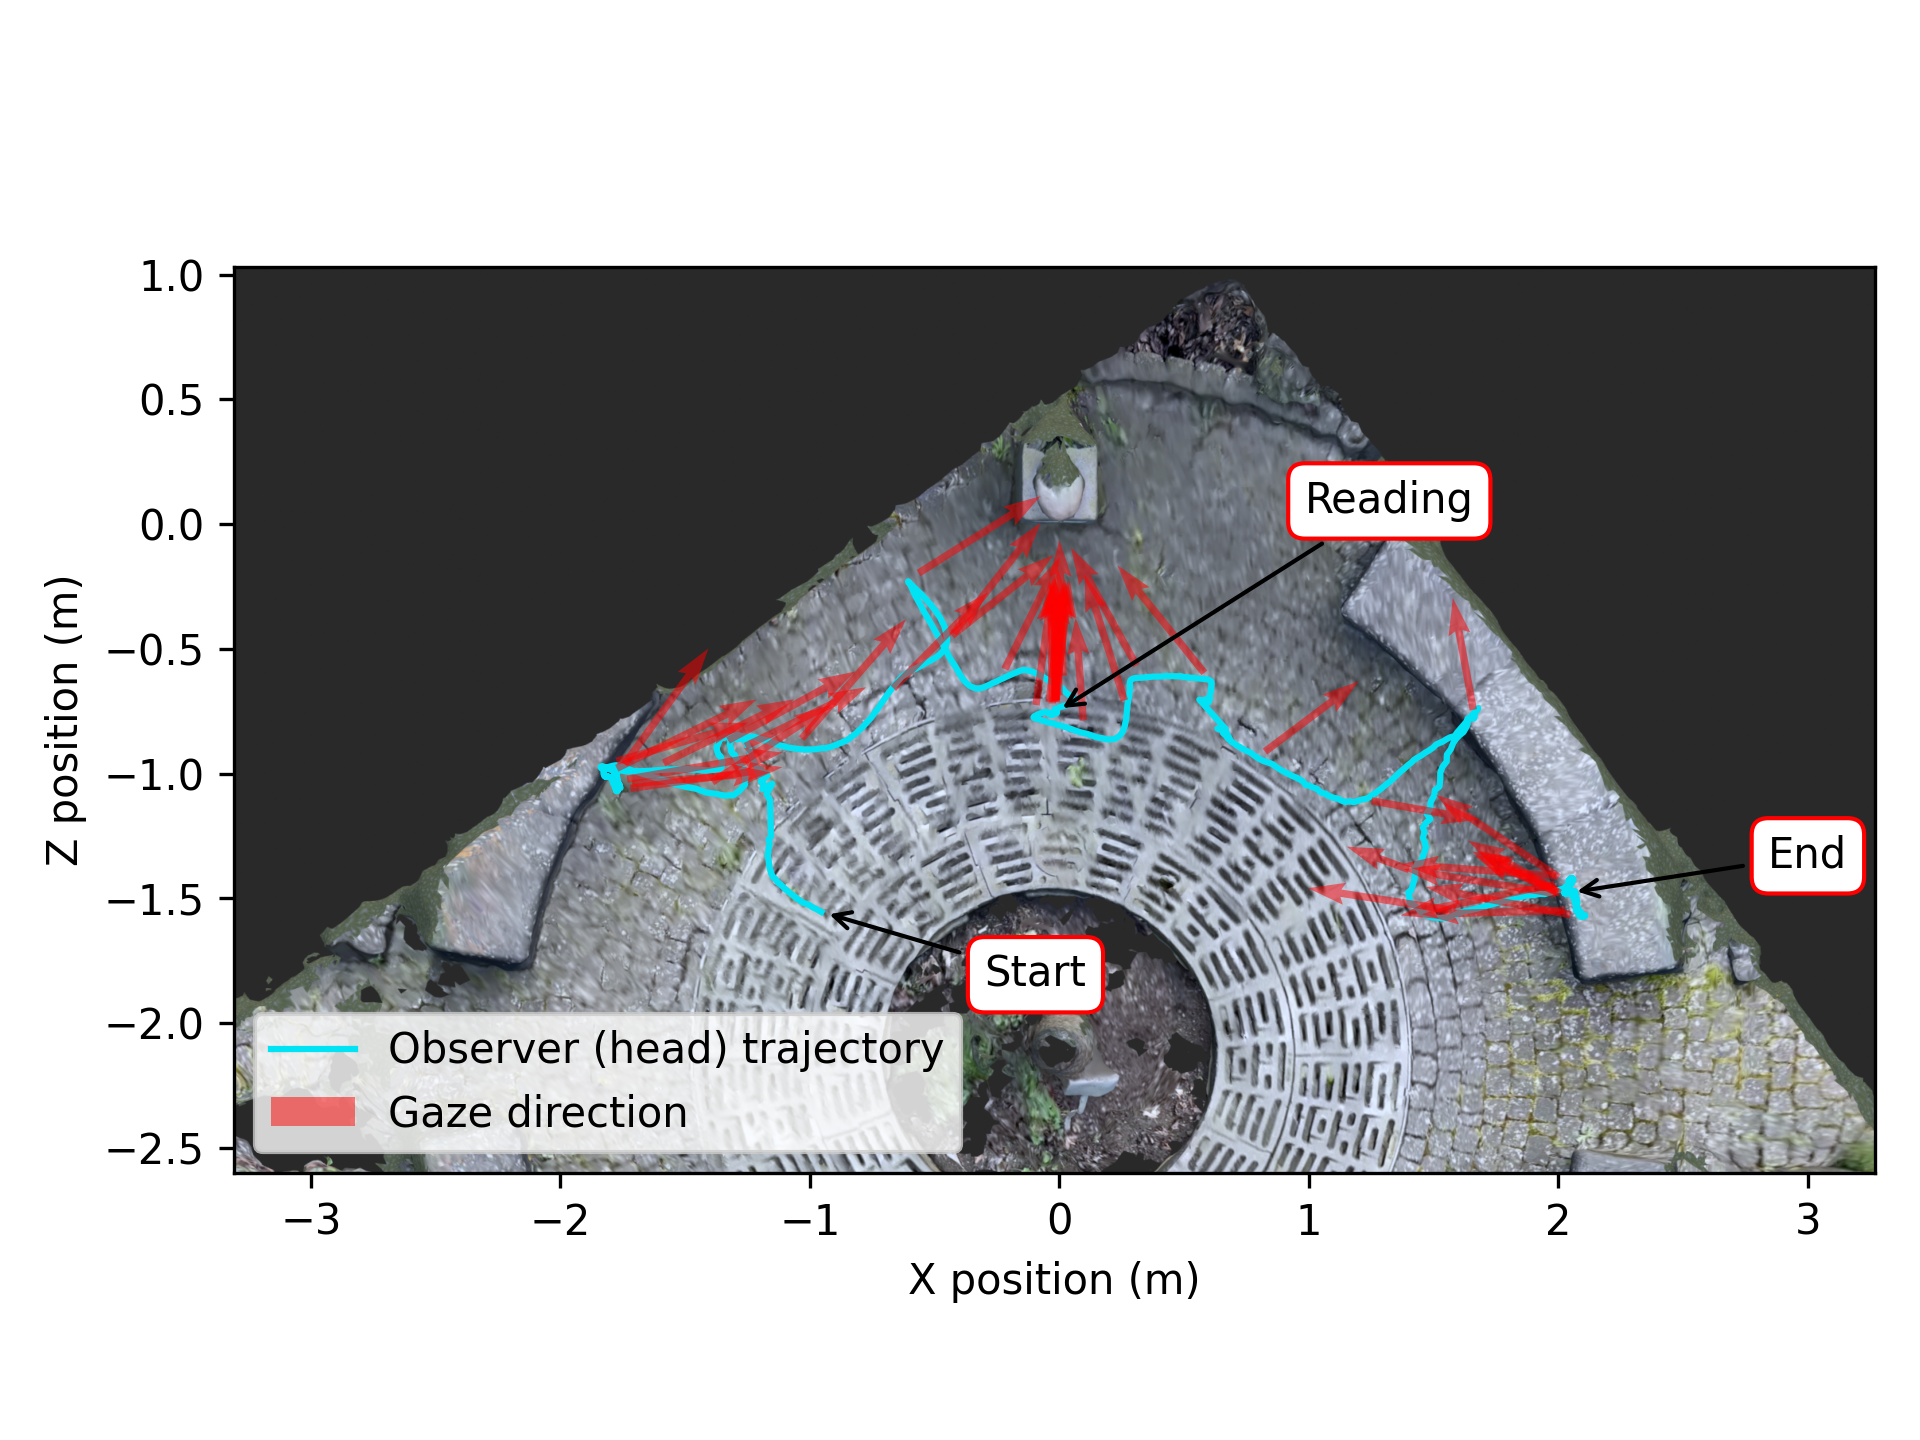 1.0
0.5
0.0
−0.5
−1.0
−1.5
−2.0
−2.5
Z position (m)
Reading
End
Start
Observer (head) trajectory
Gaze direction
−3 −2 −1 0 1 2 3
X position (m)